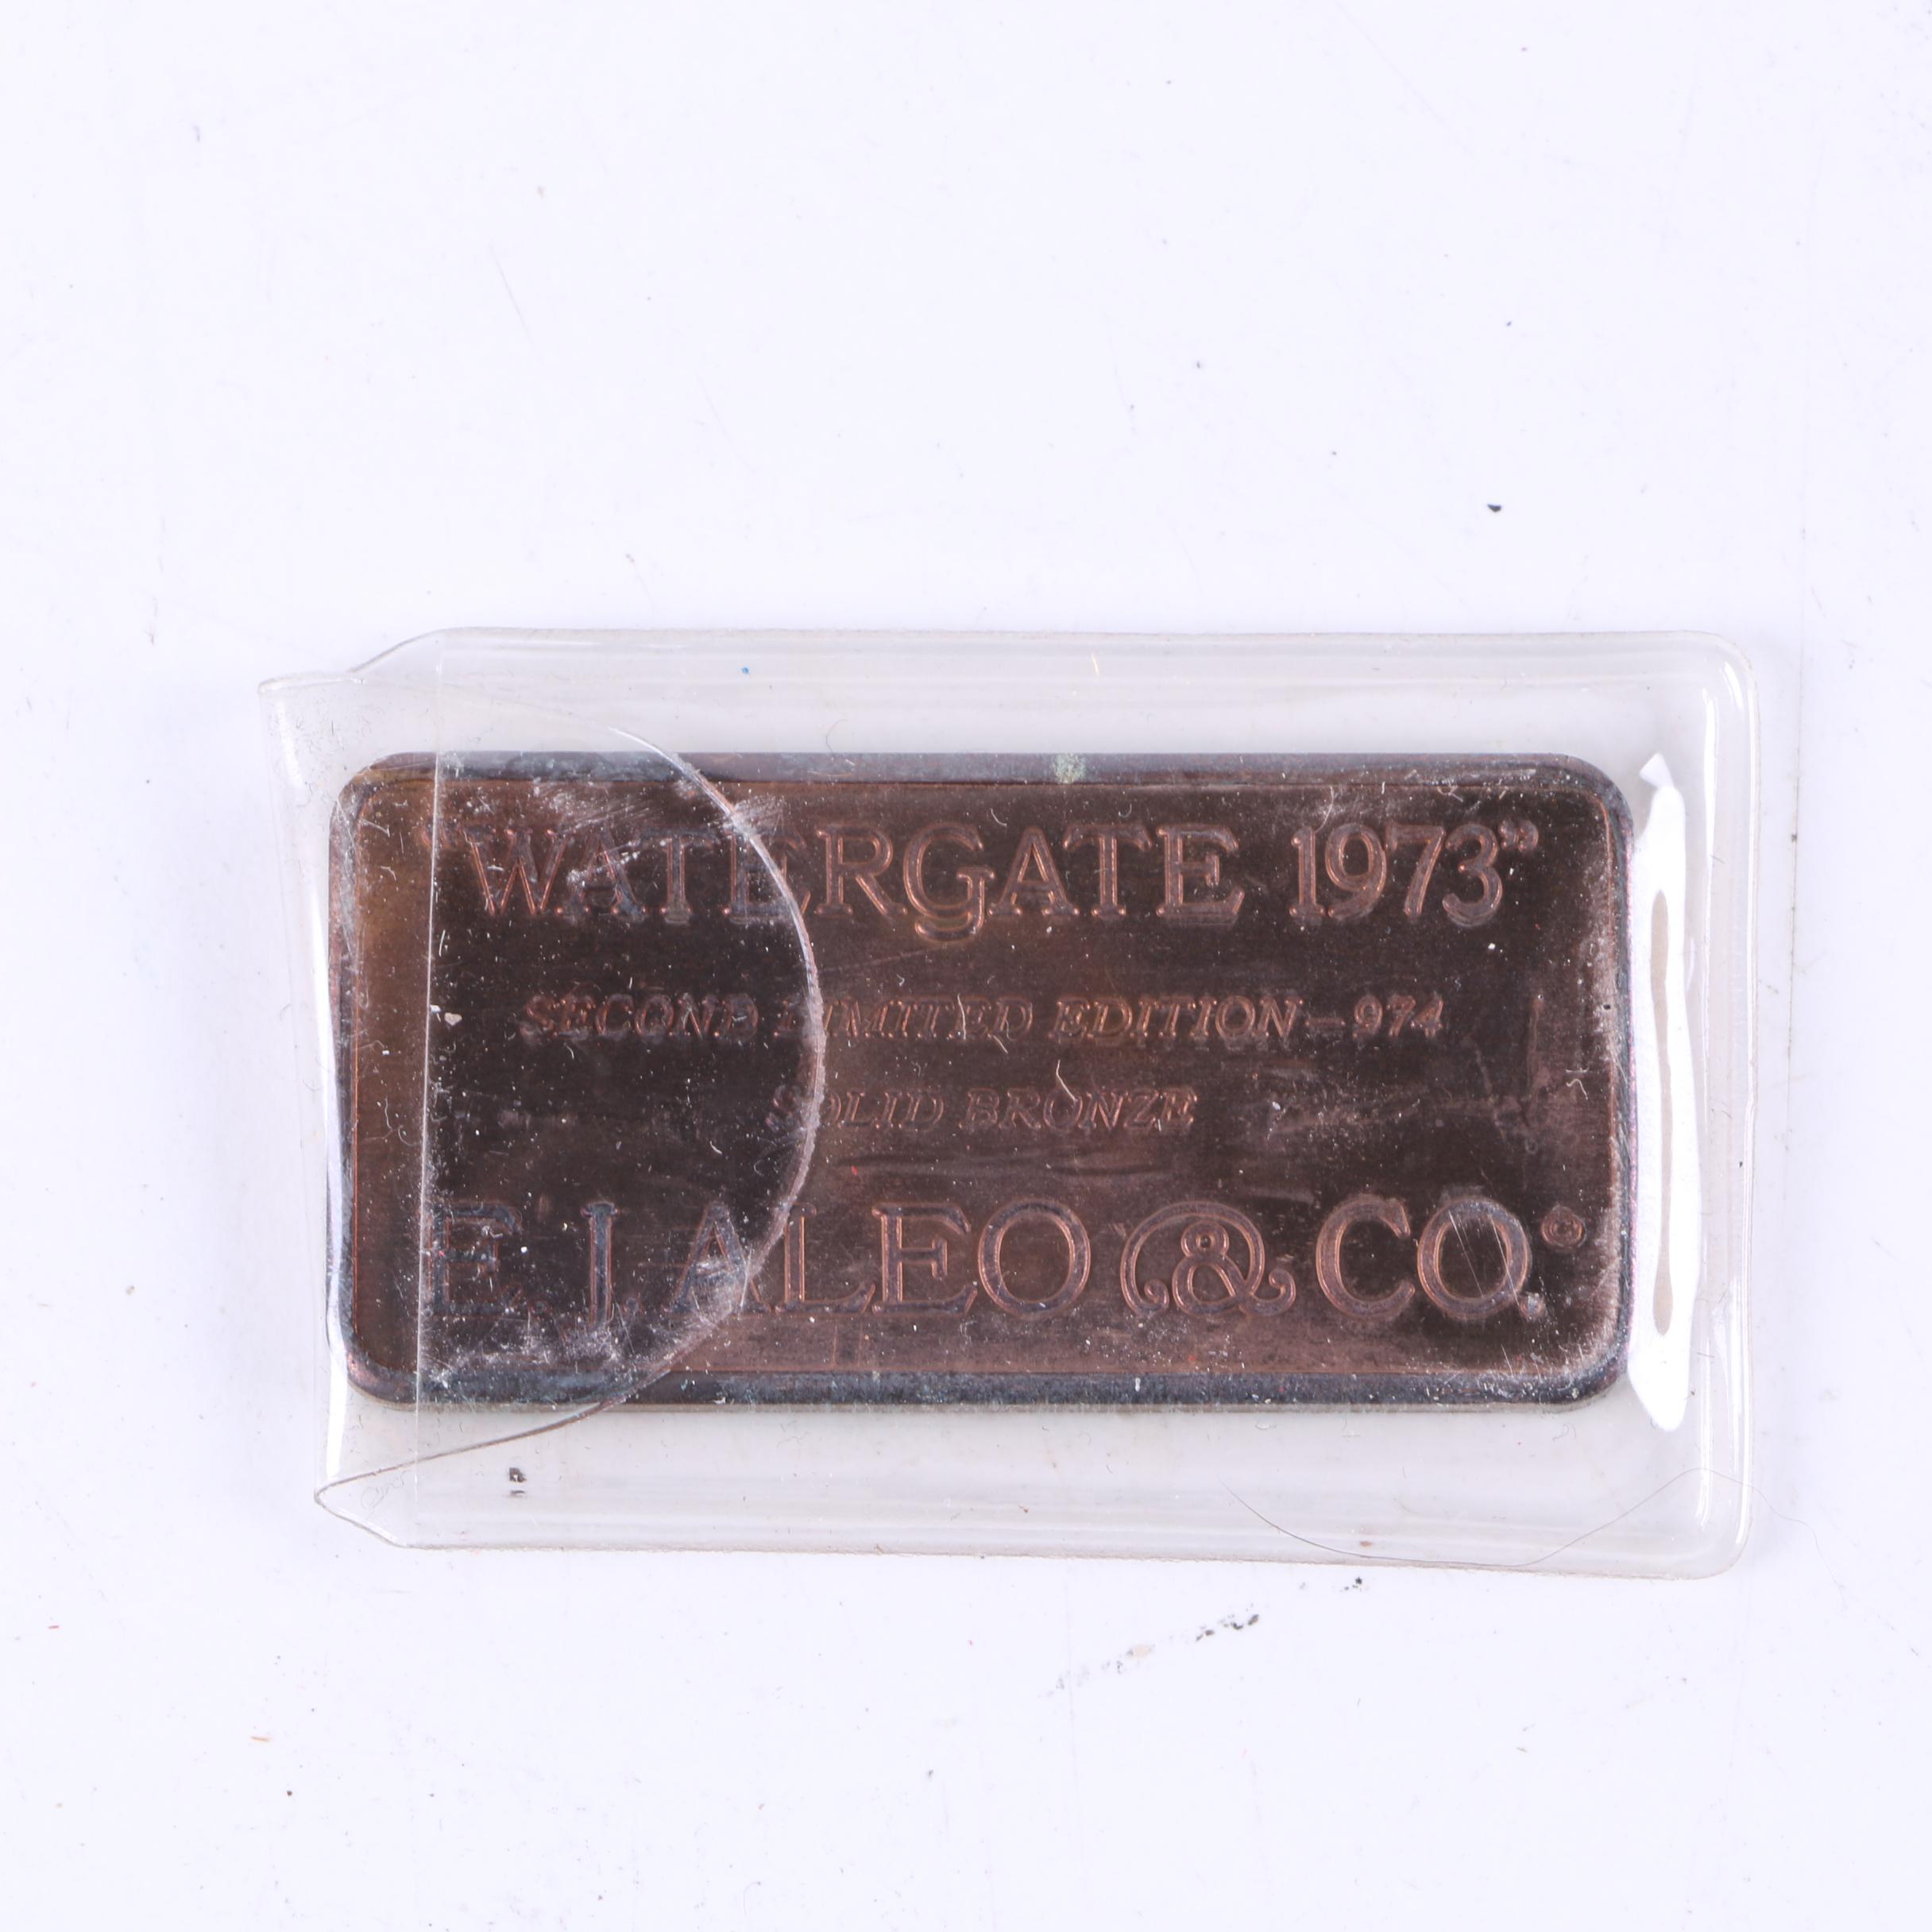 "WATERGATE 1973"
SECOND LIMITED EDITION-974
SOLID BRONZE
E. J. ALEO & CO.©